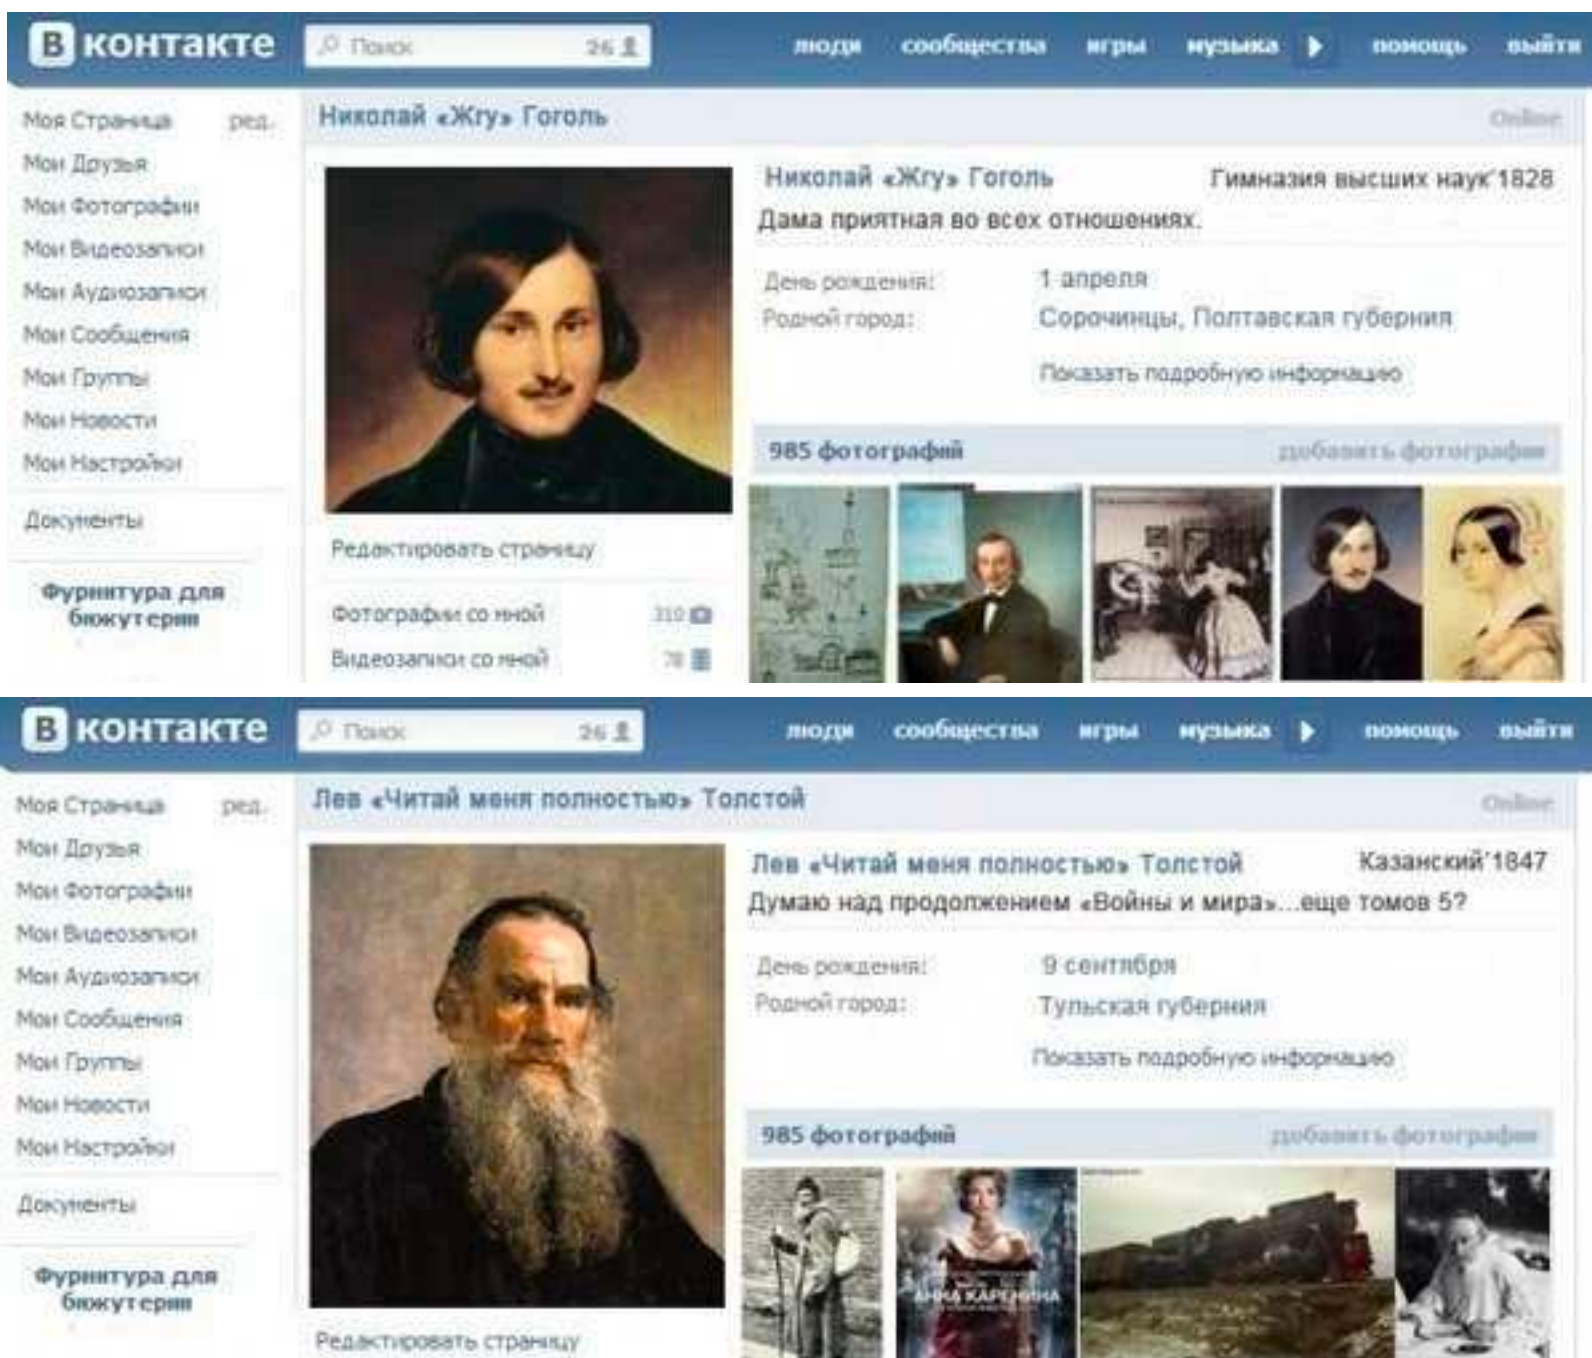 В контакте Поиск 26 люди сообщества игры музыка помощь выйти
Моя Страница ред.
Мои Друзья
Мои Фотографии
Мои Видеозаписи
Мои Аудиозаписи
Мои Сообщения
Мои Группы
Мои Новости
Мои Настройки
Документы
Фурнитура для
бижутерии
Николай «Жгу» Гоголь Online
Редактировать страницу
Фотографии со мной 310
Видеозаписи со мной 78
Николай «Жгу» Гоголь Гимназия высших наук'1828
Дама приятная во всех отношениях.
День рождения: 1 апреля
Родной город: Сорочинцы, Полтавская губерния
Показать подробную информацию
985 фотографий добавить фотографии
В контакте Поиск 26 люди сообщества игры музыка помощь выйти
Моя Страница ред.
Мои Друзья
Мои Фотографии
Мои Видеозаписи
Мои Аудиозаписи
Мои Сообщения
Мои Группы
Мои Новости
Мои Настройки
Документы
Фурнитура для
бижутерии
Лев «Читай меня полностью» Толстой Online
Редактировать страницу
Лев «Читай меня полностью» Толстой Казанский'1847
Думаю над продолжением «Войны и мира»...еще томов 5?
День рождения: 9 сентября
Родной город: Тульская губерния
Показать подробную информацию
985 фотографий добавить фотографии
АННА КАРЕНИНА